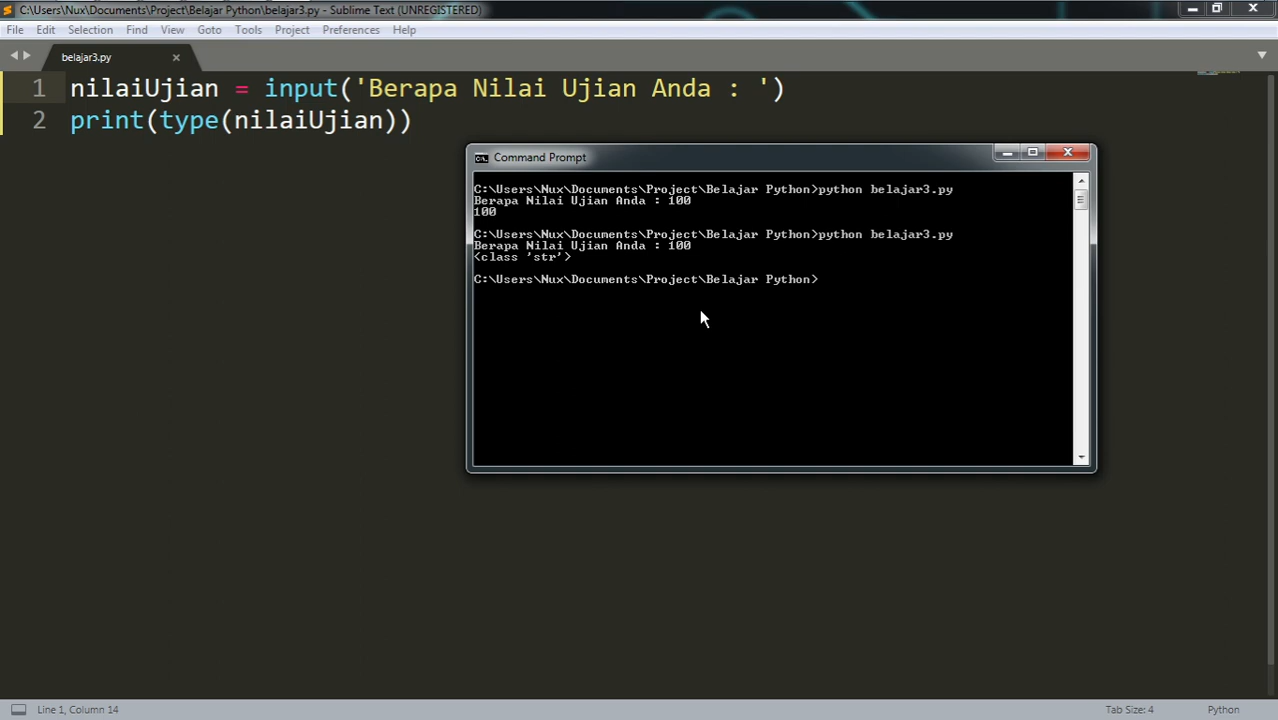 C:\Users\Nux\Documents\Project\Belajar Python\belajar3.py - Sublime Text (UNREGISTERED)
File Edit Selection Find View Goto Tools Project Preferences Help
belajar3.py ×
1 nilaiUjian = input('Berapa Nilai Ujian Anda : ')
2 print(type(nilaiUjian))
Command Prompt
C:\Users\Nux\Documents\Project\Belajar Python>python belajar3.py
Berapa Nilai Ujian Anda : 100
100
C:\Users\Nux\Documents\Project\Belajar Python>python belajar3.py
Berapa Nilai Ujian Anda : 100
<class 'str'>
C:\Users\Nux\Documents\Project\Belajar Python>
Line 1, Column 14 Tab Size: 4 Python